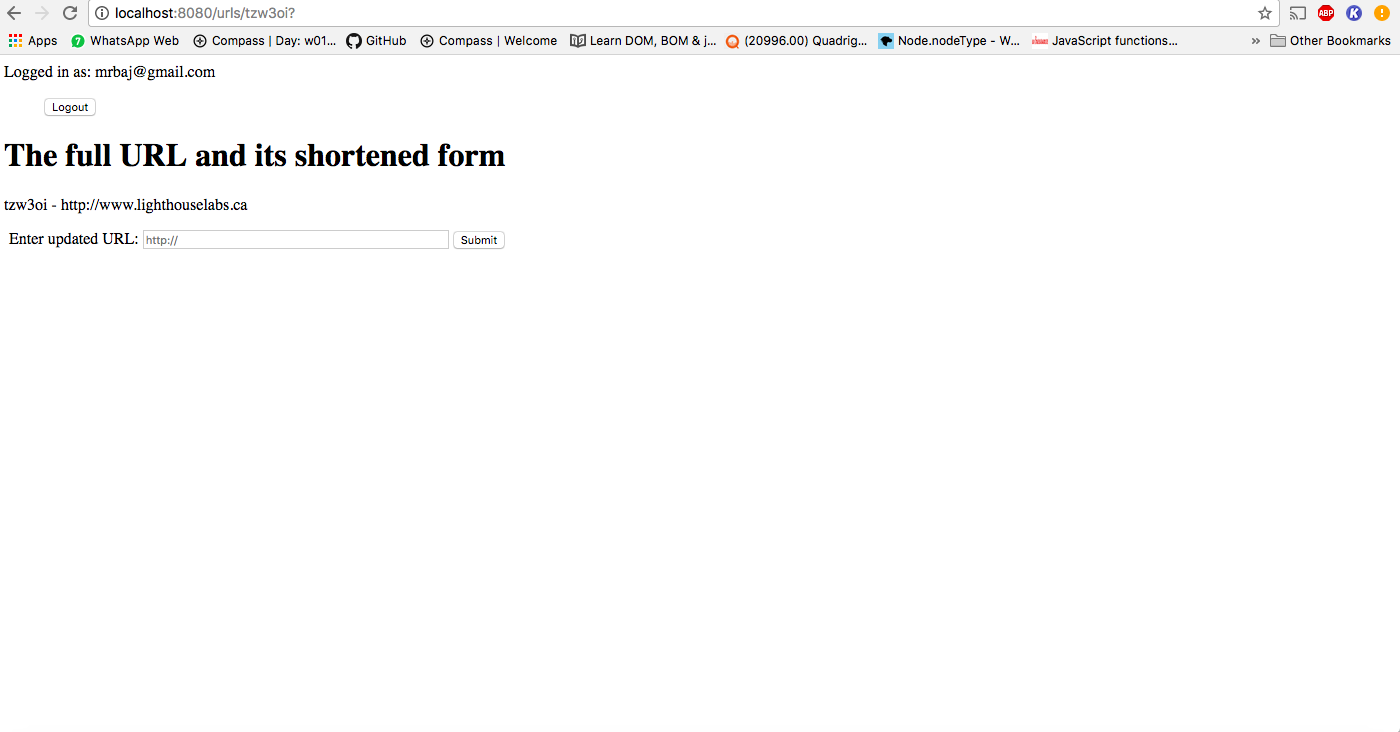 localhost:8080/urls/tzw3oi?
ABP K
Apps 7 WhatsApp Web Compass | Day: w01... GitHub Compass | Welcome Learn DOM, BOM & j... (20996.00) Quadrig... Node.nodeType - W... JavaScript functions... » Other Bookmarks
Logged in as: mrbaj@gmail.com
Logout
The full URL and its shortened form
tzw3oi - http://www.lighthouselabs.ca
Enter updated URL: http:// Submit